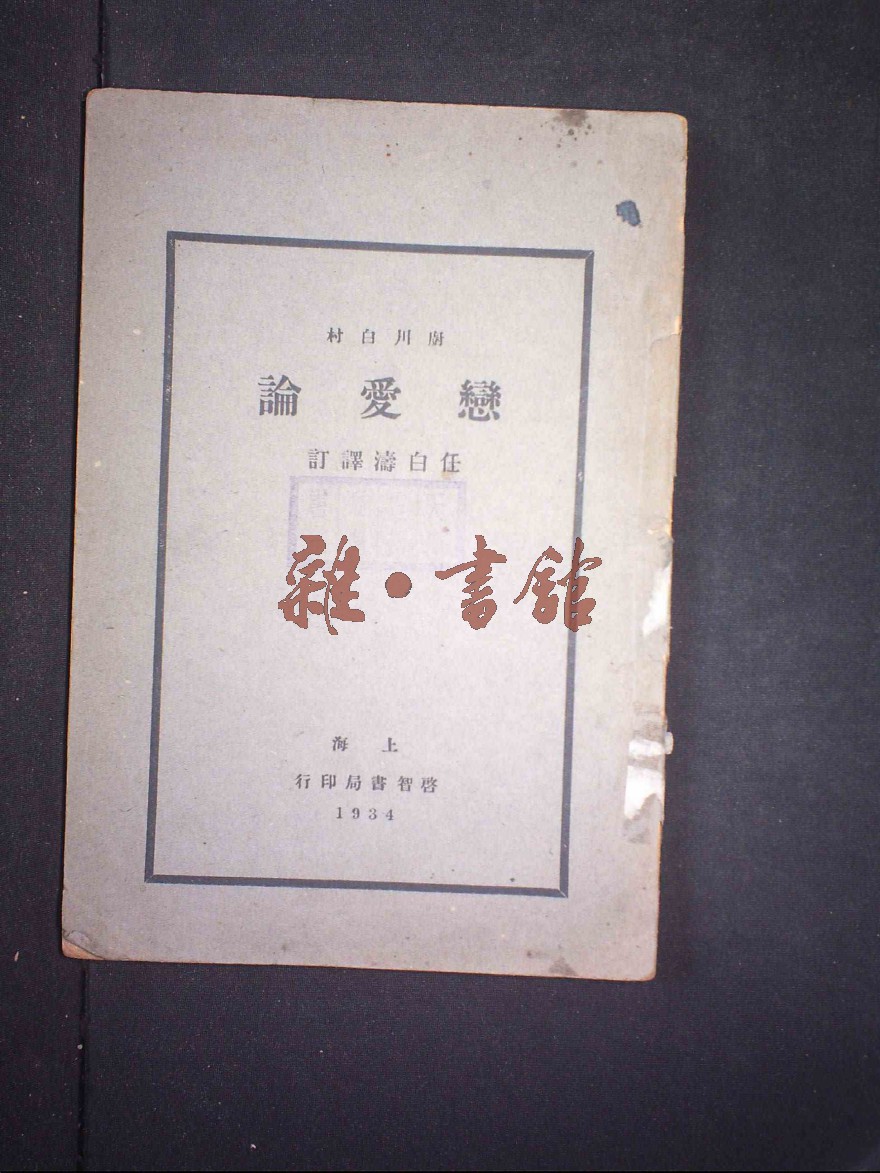 廚川白村
戀愛論
任白濤譯訂
雜•書館
上海
啓智書局印行
1934